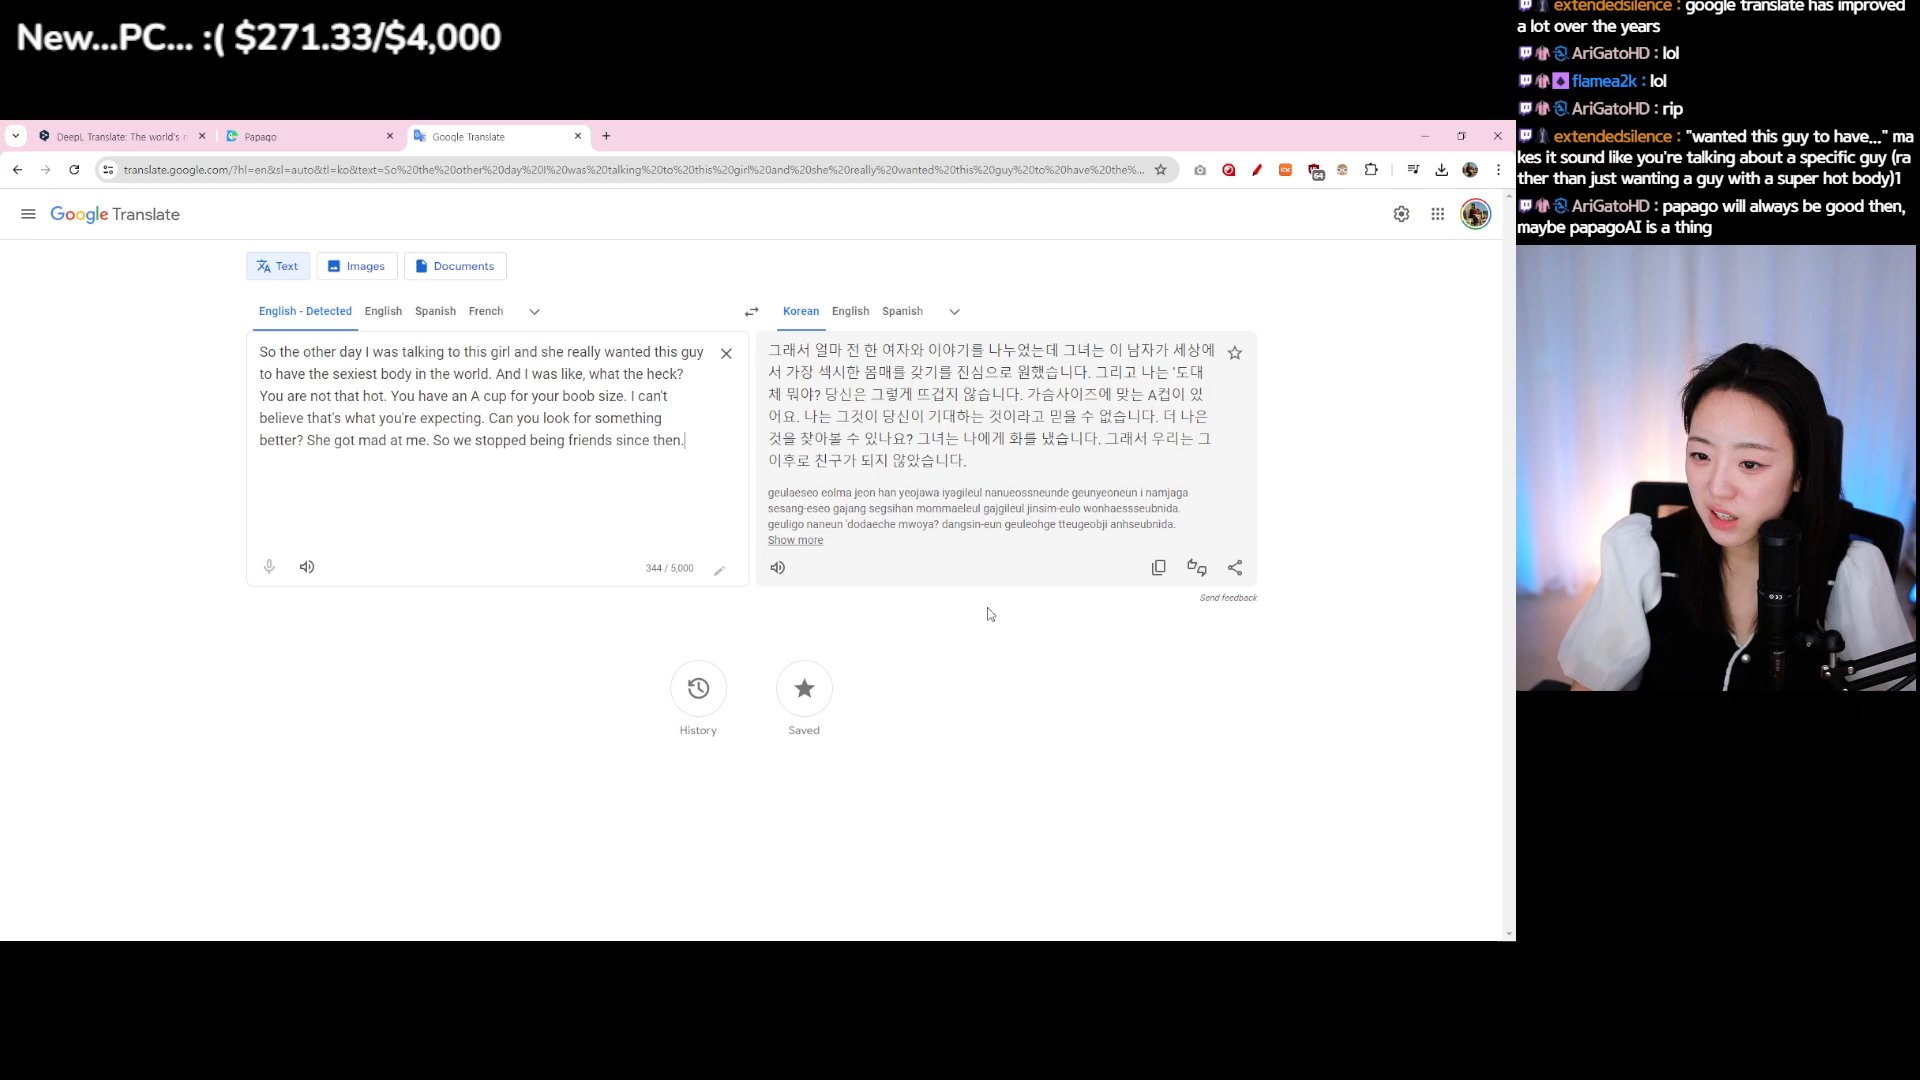 New...PC... :( $271.33/$4,000
extendedsilence : google translate has improved
a lot over the years
AriGatoHD : lol
flamea2k : lol
AriGatoHD : rip
extendedsilence : "wanted this guy to have..." ma
kes it sound like you're talking about a specific guy (ra
ther than just wanting a guy with a super hot body)1
AriGatoHD : papago will always be good then,
maybe papagoAI is a thing
DeepL Translate: The world's
Papago
Google Translate
translate.google.com/?hl=en&sl=auto&tl=ko&text=So%20the%20other%20day%20I%20was%20talking%20to%20this%20girl%20and%20she%20really%20wanted%20this%20guy%20to%20have%20the%...
64
Google Translate
Text
Images
Documents
English - Detected
English
Spanish
French
Korean
English
Spanish
So the other day I was talking to this girl and she really wanted this guy
to have the sexiest body in the world. And I was like, what the heck?
You are not that hot. You have an A cup for your boob size. I can't
believe that's what you're expecting. Can you look for something
better? She got mad at me. So we stopped being friends since then.
344 / 5,000
그래서 얼마 전 한 여자와 이야기를 나누었는데 그녀는 이 남자가 세상에
서 가장 섹시한 몸매를 갖기를 진심으로 원했습니다. 그리고 나는 '도대
체 뭐야? 당신은 그렇게 뜨겁지 않습니다. 가슴사이즈에 맞는 A컵이 있
어요. 나는 그것이 당신이 기대하는 것이라고 믿을 수 없습니다. 더 나은
것을 찾아볼 수 있나요? 그녀는 나에게 화를 냈습니다. 그래서 우리는 그
이후로 친구가 되지 않았습니다.
geulaeseo eolma jeon han yeojawa iyagileul nanueossneunde geunyeoneun i namjaga
sesang-eseo gajang segsihan mommaeleul gajgileul jinsim-eulo wonhaessseubnida.
geuligo naneun 'dodaeche mwoya? dangsin-eun geuleohge tteugeobji anhseubnida.
Show more
Send feedback
History
Saved